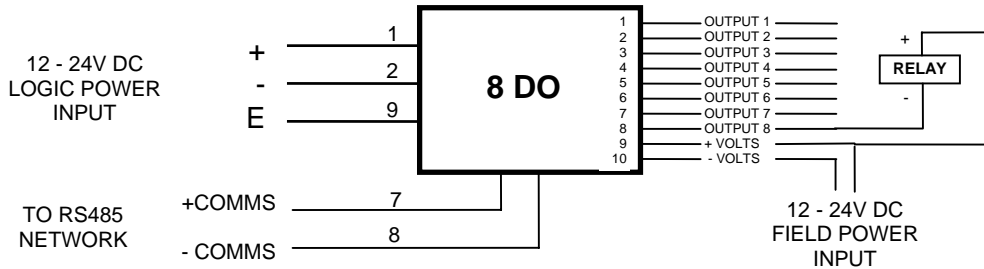 12 - 24V DC
LOGIC POWER
INPUT
+ 1
- 2
E 9
8 DO
1 OUTPUT 1
2 OUTPUT 2
3 OUTPUT 3
4 OUTPUT 4
5 OUTPUT 5
6 OUTPUT 6
7 OUTPUT 7
8 OUTPUT 8
9 + VOLTS
10 - VOLTS
+
RELAY
-
TO RS485
NETWORK
+COMMS 7
- COMMS 8
12 - 24V DC
FIELD POWER
INPUT